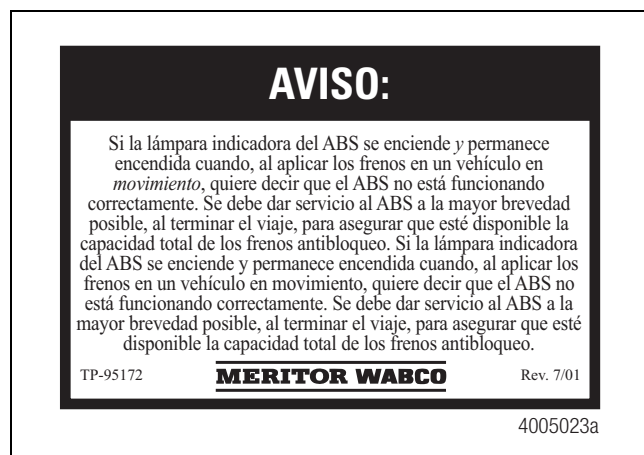 AVISO:
Si la lámpara indicadora del ABS se enciende y permanece
encendida cuando, al aplicar los frenos en un vehículo en
movimiento, quiere decir que el ABS no está funcionando
correctamente. Se debe dar servicio al ABS a la mayor brevedad
posible, al terminar el viaje, para asegurar que esté disponible la
capacidad total de los frenos antibloqueo. Si la lámpara indicadora
del ABS se enciende y permanece encendida cuando, al aplicar los
frenos en un vehículo en movimiento, quiere decir que el ABS no
está funcionando correctamente. Se debe dar servicio al ABS a la
mayor brevedad posible, al terminar el viaje, para asegurar que esté
disponible la capacidad total de los frenos antibloqueo.
TP-95172 MERITOR WABCO Rev. 7/01
4005023a